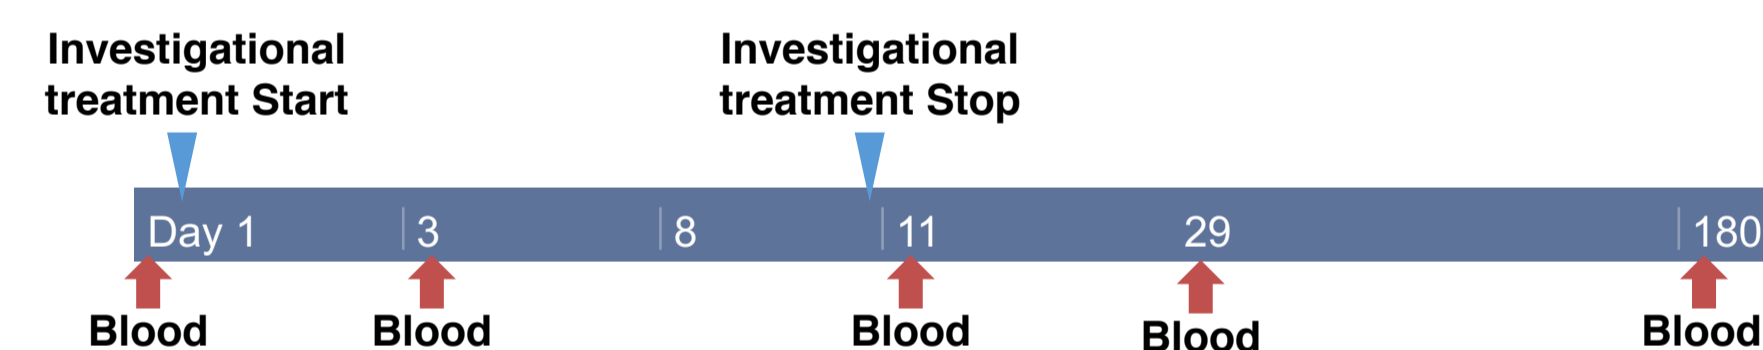 Investigational
treatment Start
Investigational
treatment Stop
Day 1
3
8
11
29
180
Blood
Blood
Blood
Blood
Blood